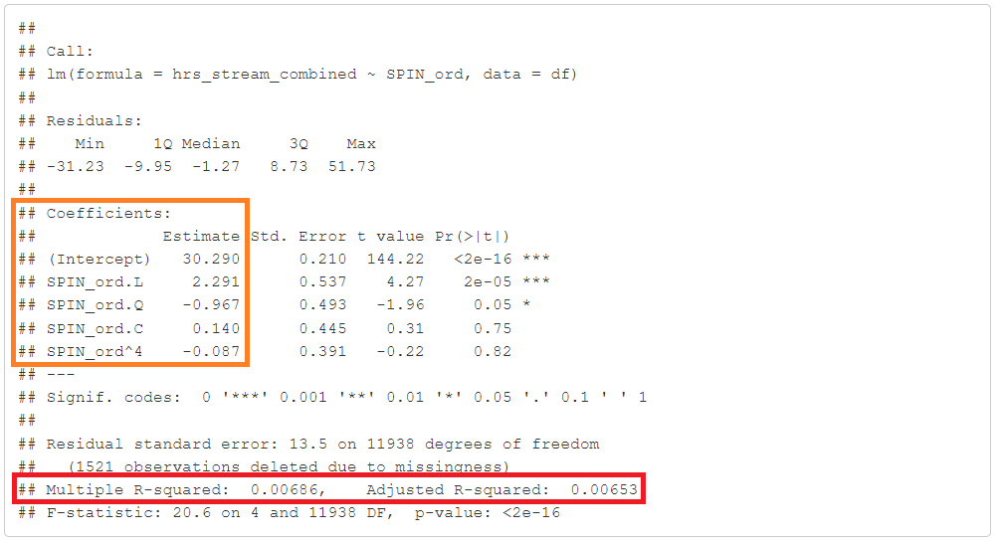 ##
## Call:
## lm(formula = hrs_stream_combined ~ SPIN_ord, data = df)
##
## Residuals:
##    Min     1Q Median     3Q    Max
## -31.23  -9.95  -1.27   8.73  51.73
##
## Coefficients:
##             Estimate Std. Error t value Pr(>|t|)
## (Intercept)   30.290      0.210  144.22   <2e-16 ***
## SPIN_ord.L     2.291      0.537    4.27    2e-05 ***
## SPIN_ord.Q    -0.967      0.493   -1.96     0.05 *
## SPIN_ord.C     0.140      0.445    0.31     0.75
## SPIN_ord^4    -0.087      0.391   -0.22     0.82
## ---
## Signif. codes:  0 '***' 0.001 '**' 0.01 '*' 0.05 '.' 0.1 ' ' 1
##
## Residual standard error: 13.5 on 11938 degrees of freedom
##   (1521 observations deleted due to missingness)
## Multiple R-squared:  0.00686,    Adjusted R-squared:  0.00653
## F-statistic: 20.6 on 4 and 11938 DF,  p-value: <2e-16